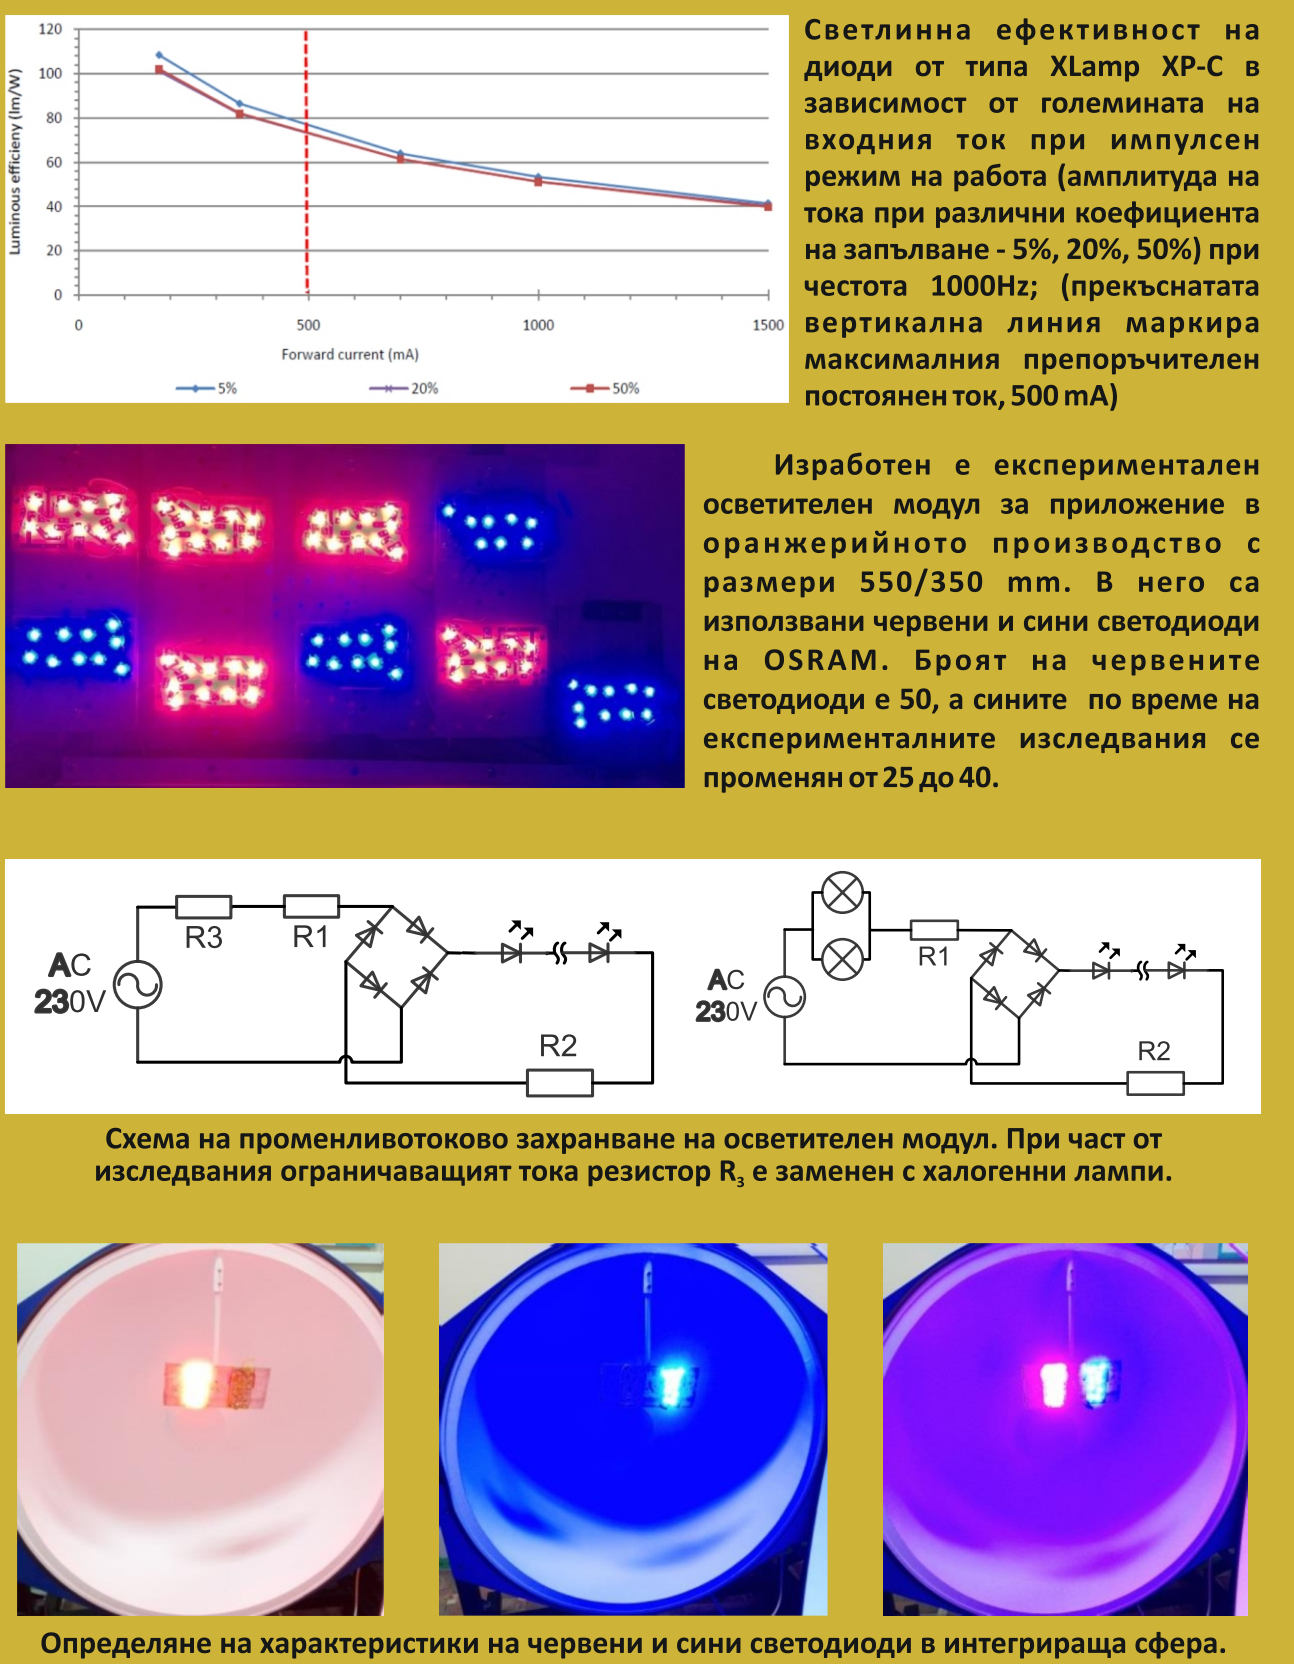 120
100
80
60
40
20
0
Luminous efficieny (lm/W)
0 500 1000 1500
Forward current (mA)
5% 20% 50%
Светлинна ефективност на
диоди от типа XLamp XP-C в
зависимост от големината на
входния ток при импулсен
режим на работа (амплитуда на
тока при различни коефициента
на запълване - 5%, 20%, 50%) при
честота 1000Hz; (прекъснатата
вертикална линия маркира
максималния препоръчителен
постоянен ток, 500 mA)
Изработен е експериментален
осветителен модул за приложение в
оранжерийното производство с
размери 550/350 mm. В него са
използвани червени и сини светодиоди
на OSRAM. Броят на червените
светодиоди е 50, а сините по време на
експерименталните изследвания се
променян от 25 до 40.
R3 R1
AC
230V
R2
R1
AC
230V
R2
Схема на променливотоково захранване на осветителен модул. При част от
изследвания ограничаващият тока резистор R₃ е заменен с халогенни лампи.
Определяне на характеристики на червени и сини светодиоди в интегрираща сфера.